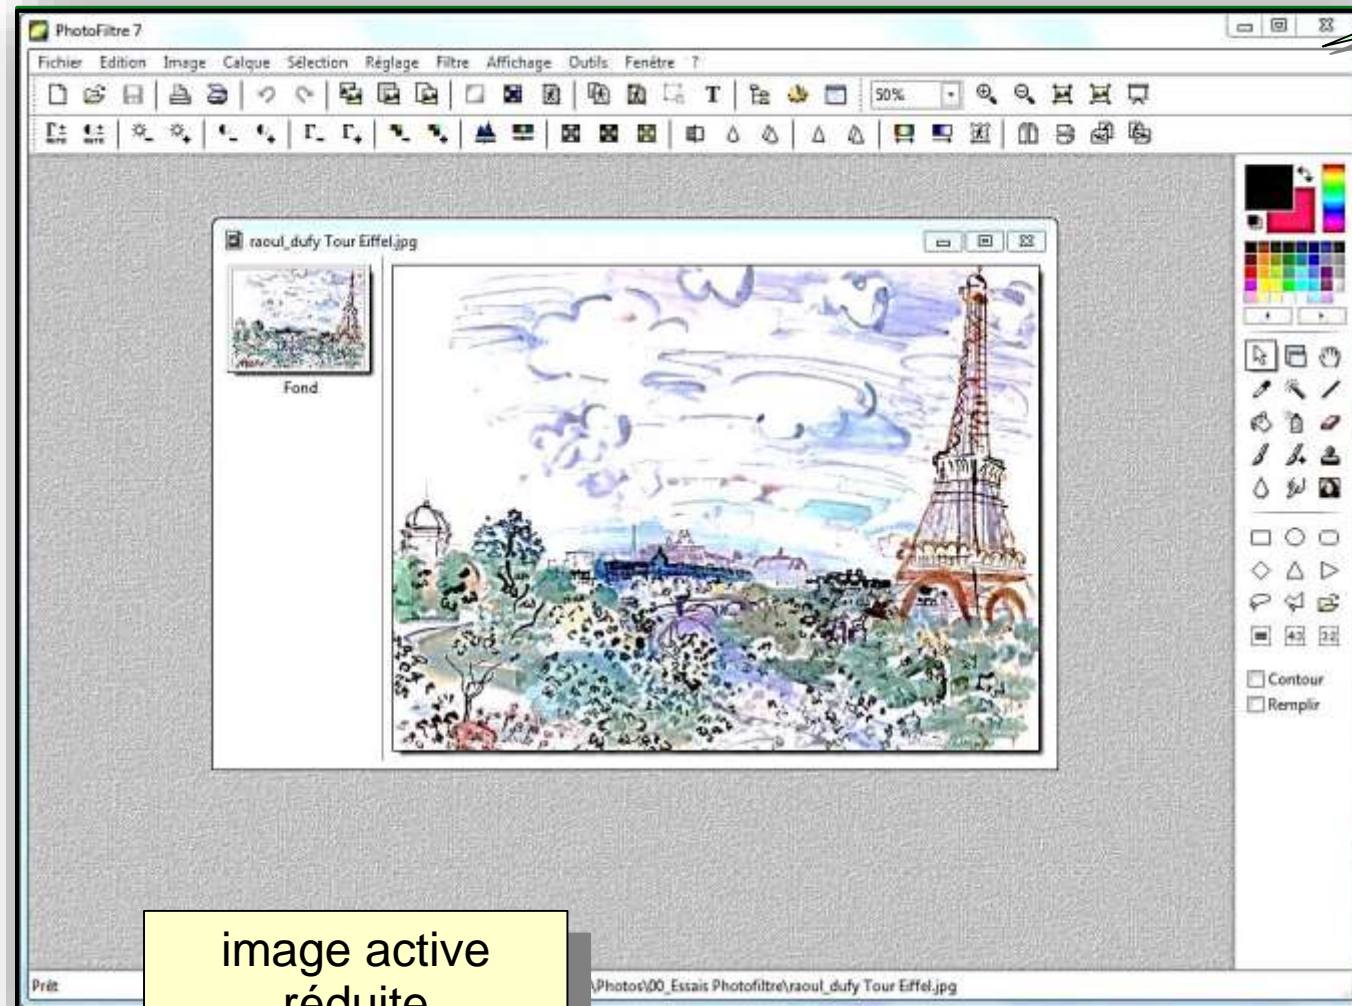 PhotoFiltre 7
Fichier Edition Image Calque Sélection Réglage Filtre Affichage Outils Fenêtre ?
T 50%
raoul_dufy Tour Eiffel.jpg
Fond
Contour
Remplir
image active
réduite
Prêt \Photos\00_Essais Photofiltre\raoul_dufy Tour Eiffel.jpg